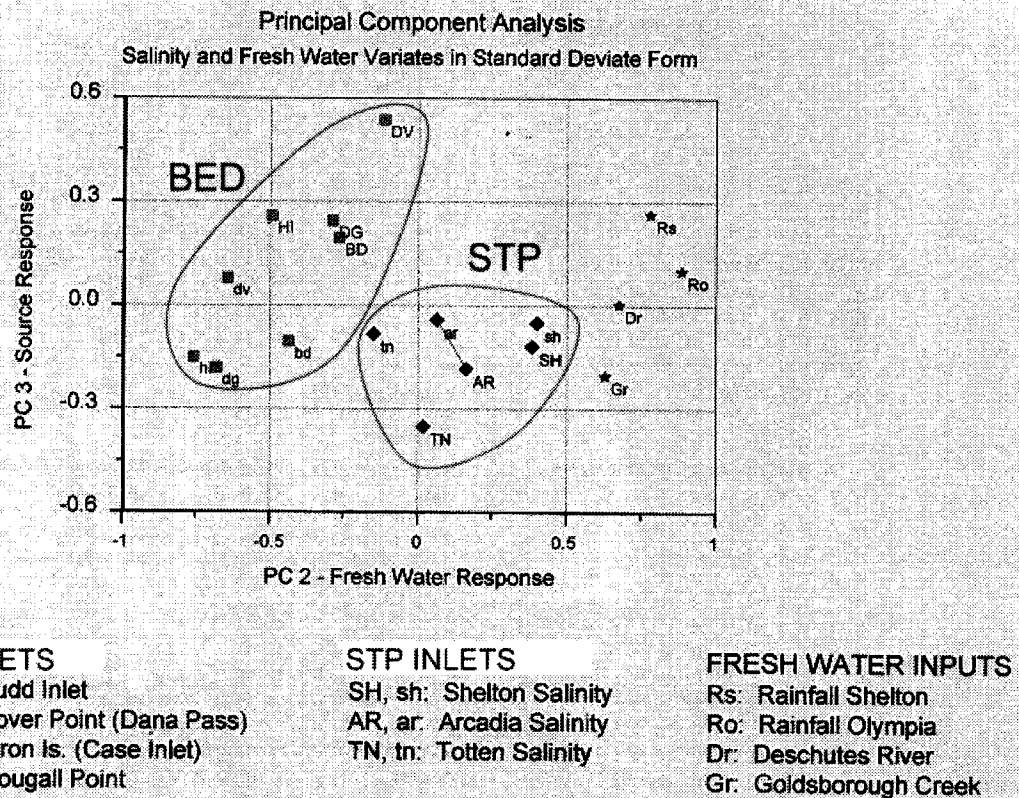 Principal Component Analysis
Salinity and Fresh Water Variates in Standard Deviate Form
0.6
DV
BED
0.3
HI
DG
BD
Rs
STP
Ro
dv
0.0
Dr
tn
ar
sh
bd
SH
h
dg
AR
Gr
-0.3
TN
-0.6
-1
-0.5
0
0.5
1
PC 3 - Source Response
PC 2 - Fresh Water Response
ETS
udd Inlet
over Point (Dana Pass)
ron Is. (Case Inlet)
ougall Point
STP INLETS
SH, sh: Shelton Salinity
AR, ar: Arcadia Salinity
TN, tn: Totten Salinity
FRESH WATER INPUTS
Rs: Rainfall Shelton
Ro: Rainfall Olympia
Dr: Deschutes River
Gr: Goldsborough Creek